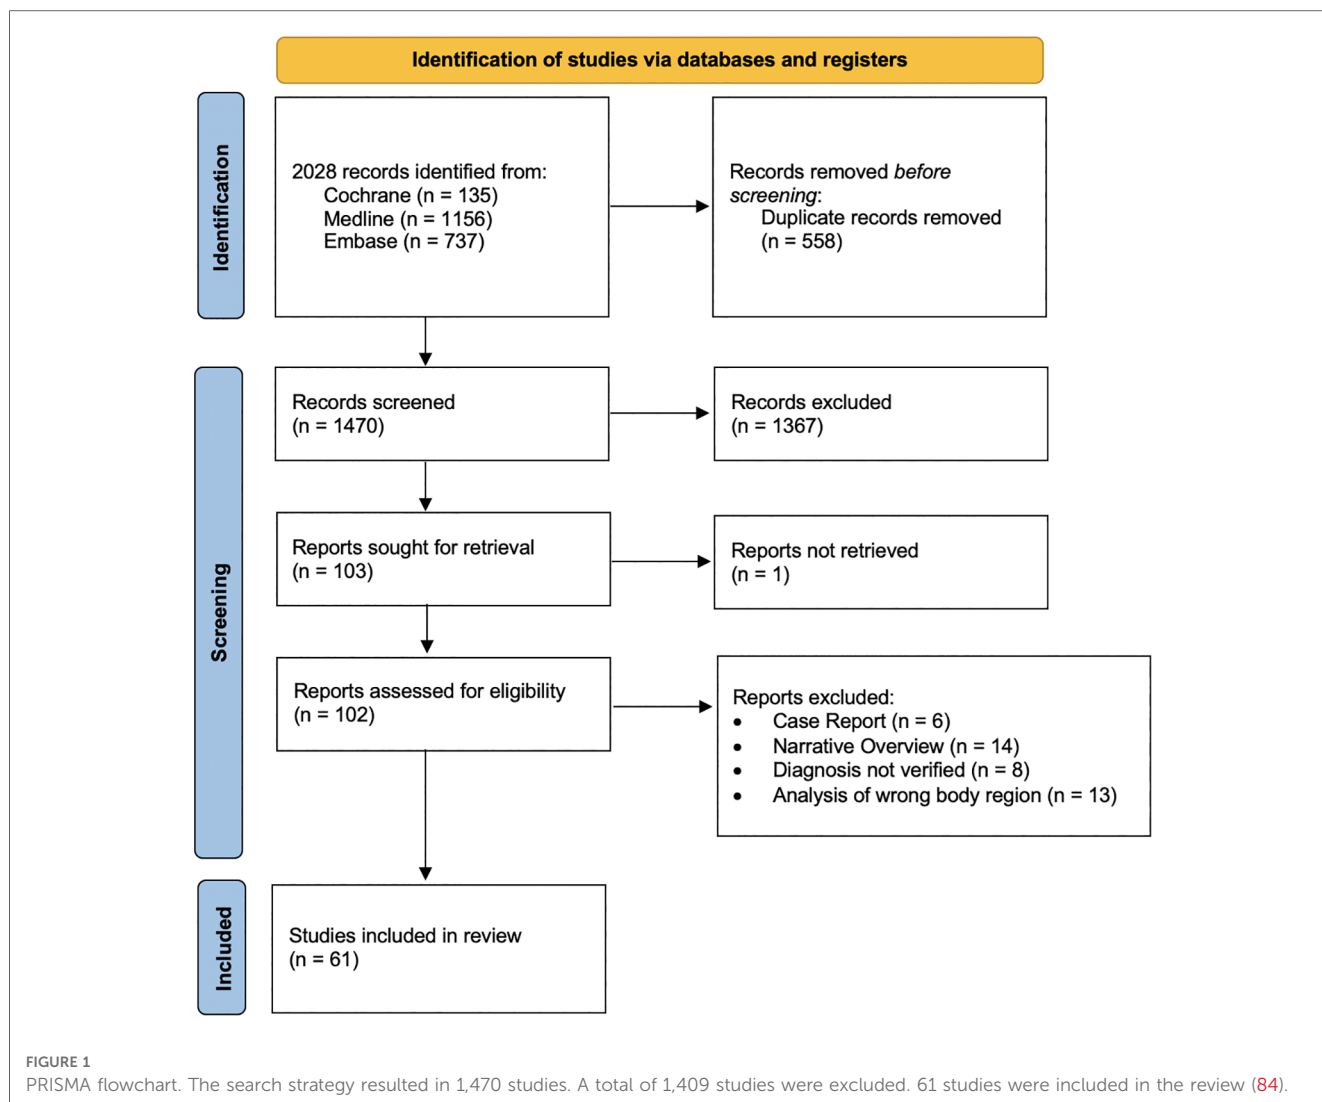 Identification of studies via databases and registers
Identification
2028 records identified from:
Cochrane (n = 135)
Medline (n = 1156)
Embase (n = 737)
Records removed before
screening:
Duplicate records removed
(n = 558)
Screening
Records screened
(n = 1470)
Records excluded
(n = 1367)
Reports sought for retrieval
(n = 103)
Reports not retrieved
(n = 1)
Reports assessed for eligibility
(n = 102)
Reports excluded:
• Case Report (n = 6)
• Narrative Overview (n = 14)
• Diagnosis not verified (n = 8)
• Analysis of wrong body region (n = 13)
Included
Studies included in review
(n = 61)
FIGURE 1
PRISMA flowchart. The search strategy resulted in 1,470 studies. A total of 1,409 studies were excluded. 61 studies were included in the review (84).